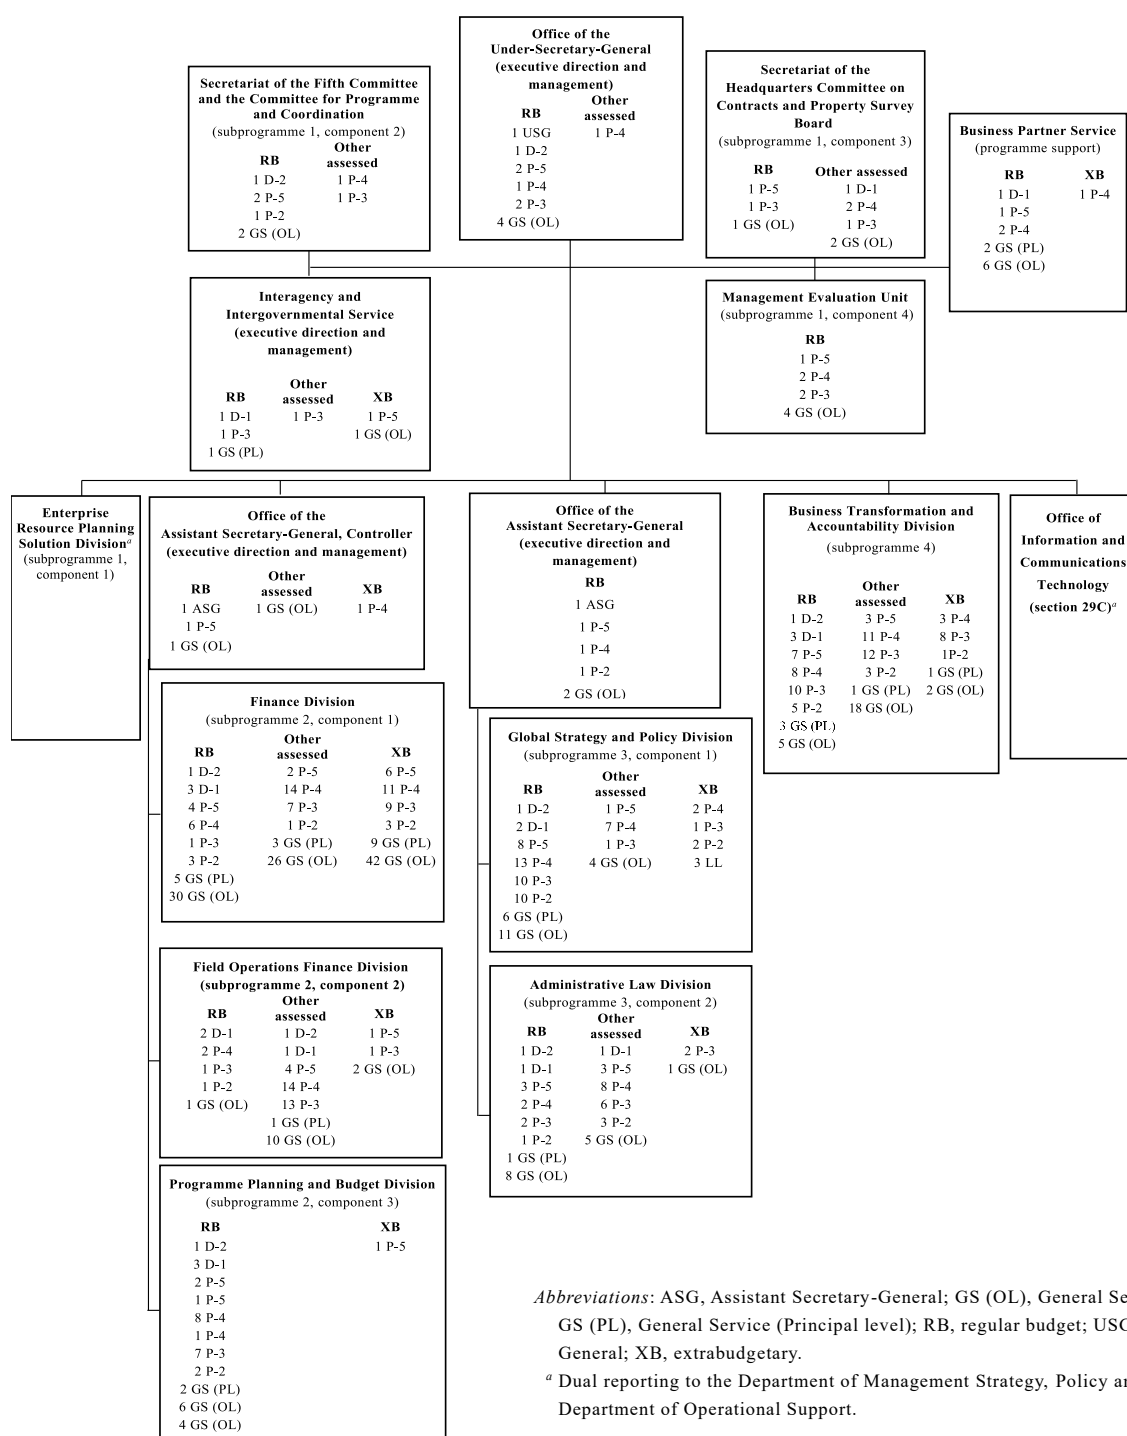 Office of the
Under-Secretary-General
(executive direction and
management)
RB
Other
assessed
1 USG
1 P-4
1 D-2
2 P-5
1 P-4
2 P-3
4 GS (OL)
Secretariat of the Fifth Committee
and the Committee for Programme
and Coordination
(subprogramme 1, component 2)
RB
Other
assessed
1 D-2
1 P-4
2 P-5
1 P-3
1 P-2
2 GS (OL)
Secretariat of the
Headquarters Committee on
Contracts and Property Survey
Board
(subprogramme 1, component 3)
RB
Other assessed
1 P-5
1 D-1
1 P-3
2 P-4
1 GS (OL)
1 P-3
2 GS (OL)
Business Partner Service
(programme support)
RB
XB
1 D-1
1 P-4
1 P-5
2 P-4
2 GS (PL)
6 GS (OL)
Interagency and
Intergovernmental Service
(executive direction and
management)
RB
Other
assessed
XB
1 D-1
1 P-3
1 P-5
1 P-3
1 GS (OL)
1 GS (PL)
Management Evaluation Unit
(subprogramme 1, component 4)
RB
1 P-5
2 P-4
2 P-3
4 GS (OL)
Enterprise
Resource Planning
Solution Division a
(subprogramme 1,
component 1)
Office of the
Assistant Secretary-General, Controller
(executive direction and management)
RB
Other
assessed
XB
1 ASG
1 GS (OL)
1 P-4
1 P-5
1 GS (OL)
Office of the
Assistant Secretary-General
(executive direction and
management)
RB
1 ASG
1 P-5
1 P-4
1 P-2
2 GS (OL)
Business Transformation and
Accountability Division
(subprogramme 4)
RB
Other
assessed
XB
1 D-2
3 P-5
3 P-4
3 D-1
11 P-4
8 P-3
7 P-5
12 P-3
1P-2
8 P-4
3 P-2
1 GS (PL)
10 P-3
1 GS (PL)
2 GS (OL)
5 P-2
18 GS (OL)
3 GS (PL)
5 GS (OL)
Office of
Information and
Communications
Technology
(section 29C) a
Finance Division
(subprogramme 2, component 1)
RB
Other
assessed
XB
1 D-2
2 P-5
6 P-5
3 D-1
14 P-4
11 P-4
4 P-5
7 P-3
9 P-3
6 P-4
1 P-2
3 P-2
1 P-3
3 GS (PL)
9 GS (PL)
3 P-2
26 GS (OL)
42 GS (OL)
5 GS (PL)
30 GS (OL)
Global Strategy and Policy Division
(subprogramme 3, component 1)
RB
Other
assessed
XB
1 D-2
1 P-5
2 P-4
2 D-1
7 P-4
1 P-3
8 P-5
1 P-3
2 P-2
13 P-4
4 GS (OL)
3 LL
10 P-3
10 P-2
6 GS (PL)
11 GS (OL)
Field Operations Finance Division
(subprogramme 2, component 2)
RB
Other
assessed
XB
2 D-1
1 D-2
1 P-5
2 P-4
1 D-1
1 P-3
1 P-3
4 P-5
2 GS (OL)
1 P-2
14 P-4
1 GS (OL)
13 P-3
1 GS (PL)
10 GS (OL)
Administrative Law Division
(subprogramme 3, component 2)
RB
Other
assessed
XB
1 D-2
1 D-1
2 P-3
1 D-1
3 P-5
1 GS (OL)
3 P-5
8 P-4
2 P-4
6 P-3
2 P-3
3 P-2
1 P-2
5 GS (OL)
1 GS (PL)
8 GS (OL)
Programme Planning and Budget Division
(subprogramme 2, component 3)
RB
XB
1 D-2
1 P-5
3 D-1
2 P-5
1 P-5
8 P-4
1 P-4
7 P-3
2 P-2
2 GS (PL)
6 GS (OL)
4 GS (OL)
Abbreviations: ASG, Assistant Secretary-General; GS (OL), General
GS (PL), General Service (Principal level); RB, regular budget;
General; XB, extrabudgetary.
a Dual reporting to the Department of Management Strategy, Policy
Department of Operational Support.